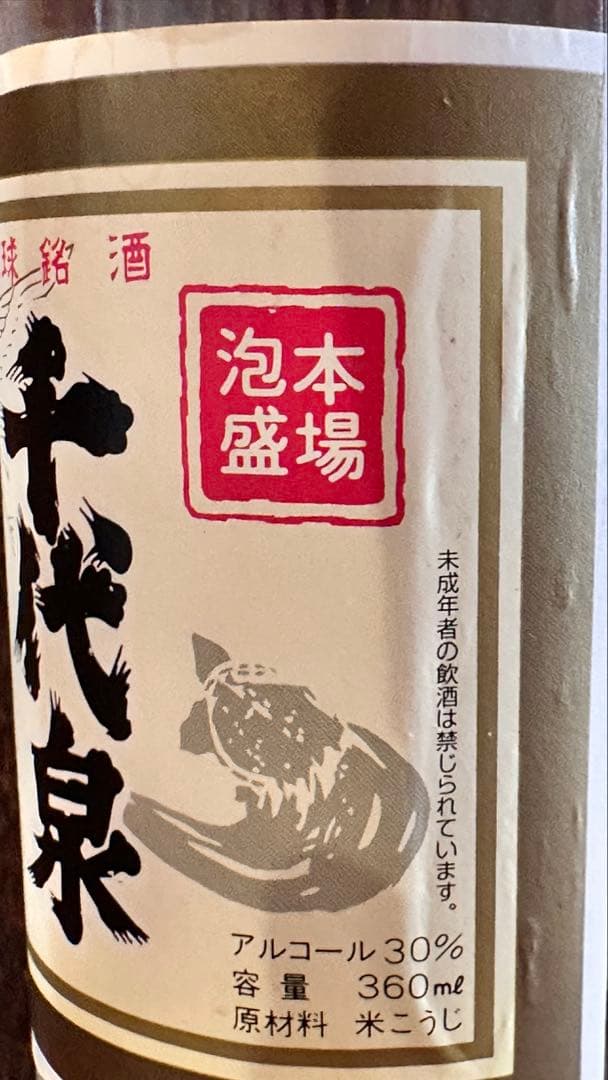 球銘酒
千代泉
本場
泡盛
未成年者の飲酒は禁じられています。
アルコール 30%
容量 360ml
原材料 米こうじ